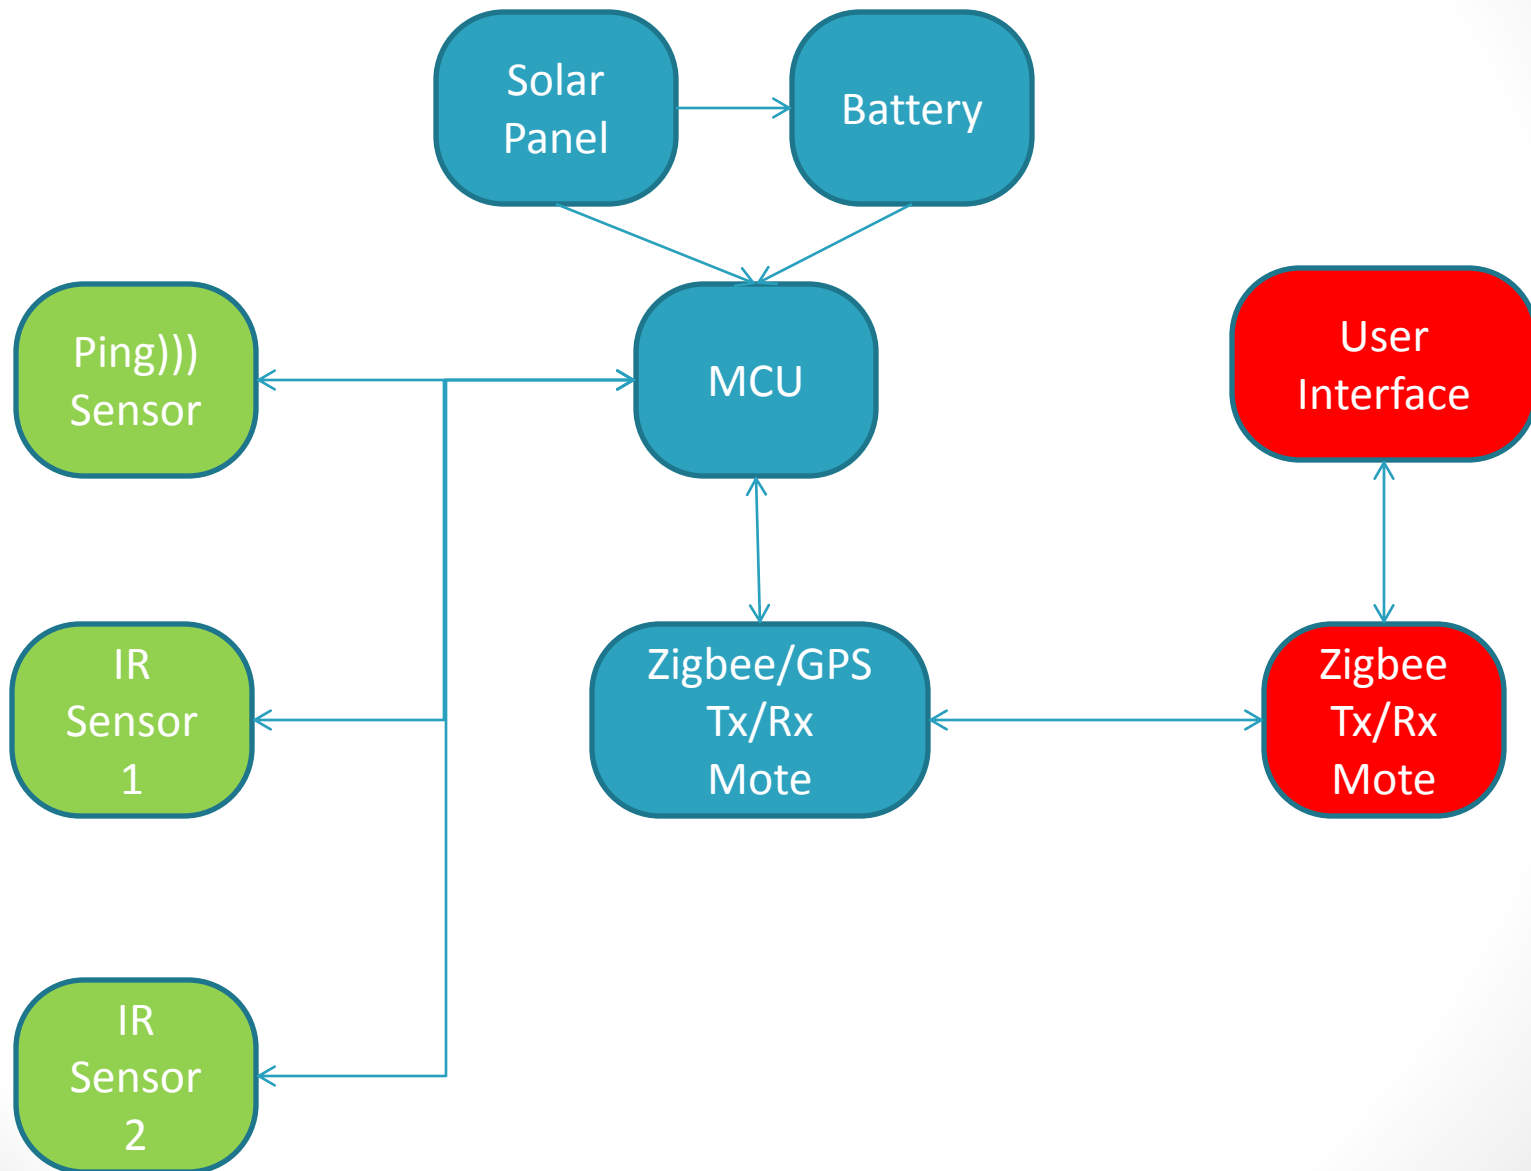 Solar
Panel
Battery
Ping)))
Sensor
MCU
User
Interface
IR
Sensor
1
Zigbee/GPS
Tx/Rx
Mote
Zigbee
Tx/Rx
Mote
IR
Sensor
2